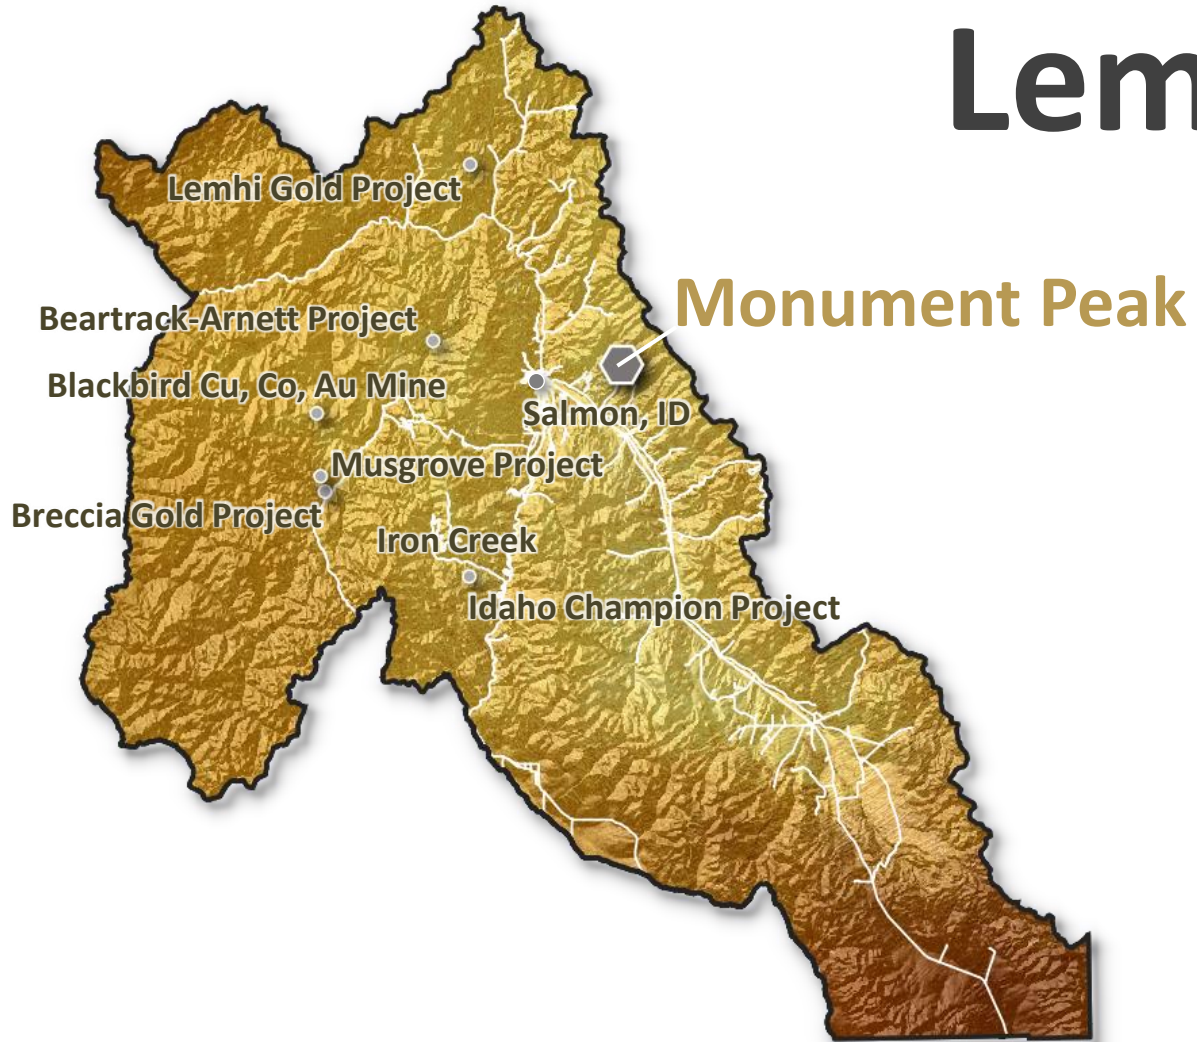 Lem
Lemhi Gold Project
Monument Peak
Beartrack-Arnett Project
Blackbird Cu, Co, Au Mine
Salmon, ID
Musgrove Project
Breccia Gold Project
Iron Creek
Idaho Champion Project